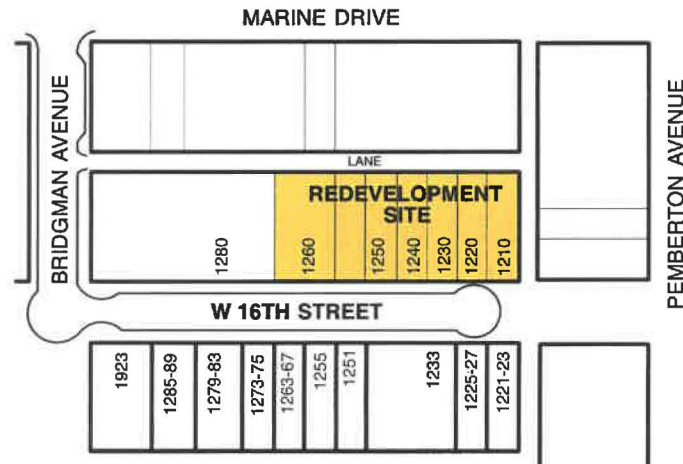 MARINE DRIVE
BRIDGMAN AVENUE
PEMBERTON AVENUE
LANE
REDEVELOPMENT
SITE
1280
1260
1250
1240
1230
1220
1210
W 16TH STREET
1923
1285-89
1279-83
1273-75
1263-67
1255
1251
1233
1225-27
1221-23